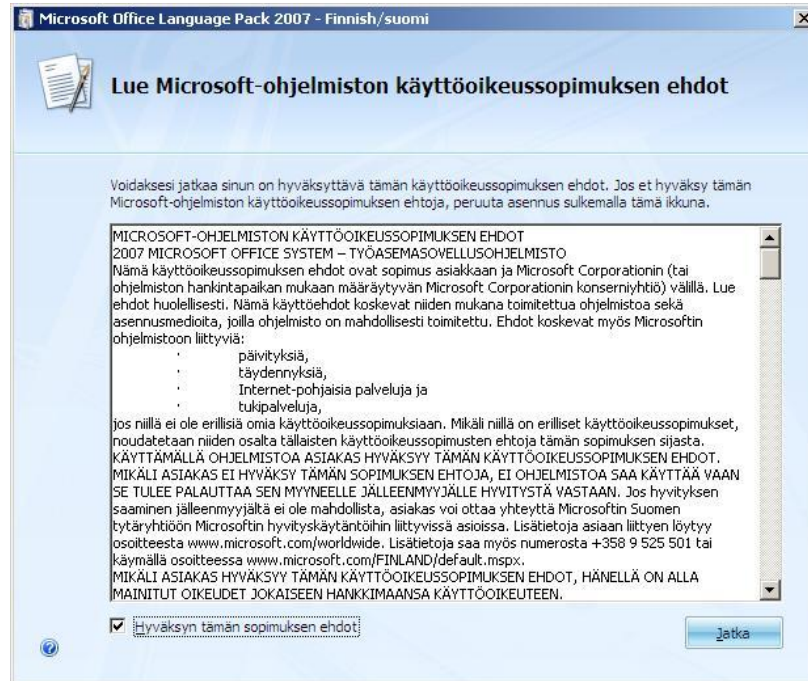 Microsoft Office Language Pack 2007 - Finnish/suomi
Lue Microsoft-ohjelmiston käyttöoikeussopimuksen ehdot
Voidaksesi jatkaa sinun on hyväksyttävä tämän käyttöoikeussopimuksen ehdot. Jos et hyväksy tämän
Microsoft-ohjelmiston käyttöoikeussopimuksen ehtoja, peruuta asennus sulkemalla tämä ikkuna.
MICROSOFT-OHJELMISTON KÄYTTÖOIKEUSSOPIMUKSEN EHDOT
2007 MICROSOFT OFFICE SYSTEM – TYÖASEMASOVELLUSOHJELMISTO
Nämä käyttöoikeussopimuksen ehdot ovat sopimus asiakkaan ja Microsoft Corporationin (tai
ohjelmiston hankintapaikan mukaan määräytyvän Microsoft Corporationin konserniyhtiö) välillä. Lue
ehdot huolellisesti. Nämä käyttöehdot koskevat niiden mukana toimitettua ohjelmistoa sekä
asennusmedioita, joilla ohjelmisto on mahdollisesti toimitettu. Ehdot koskevat myös Microsoftin
ohjelmistoon liittyviä:
· päivityksiä,
· täydennyksiä,
· Internet-pohjaisia palveluja ja
· tukipalveluja,
jos niillä ei ole erillisiä omia käyttöoikeussopimuksiaan. Mikäli niillä on erilliset käyttöoikeussopimukset,
noudatetaan niiden osalta tällaisten käyttöoikeussopimusten ehtoja tämän sopimuksen sijasta.
KÄYTTÄMÄLLÄ OHJELMISTOA ASIAKAS HYVÄKSYY TÄMÄN KÄYTTÖOIKEUSSOPIMUKSEN EHDOT.
MIKÄLI ASIAKAS EI HYVÄKSY TÄMÄN SOPIMUKSEN EHTOJA, EI OHJELMISTOA SAA KÄYTTÄÄ VAAN
SE TULEE PALAUTTAA SEN MYYNEELLE JÄLLEENMYYJÄLLE HYVITYSTÄ VASTAAN. Jos hyvityksen
saaminen jälleenmyyjältä ei ole mahdollista, asiakas voi ottaa yhteyttä Microsoftin Suomen
tytäryhtiöön Microsoftin hyvityskäytäntöihin liittyvissä asioissa. Lisätietoja asiaan liittyen löytyy
osoitteesta www.microsoft.com/worldwide. Lisätietoja saa myös numerosta +358 9 525 501 tai
käymällä osoitteessa www.microsoft.com/FINLAND/default.mspx.
MIKÄLI ASIAKAS HYVÄKSYY TÄMÄN KÄYTTÖOIKEUSSOPIMUKSEN EHDOT, HÄNELLÄ ON ALLA
MAINITUT OIKEUDET JOKAISEEN HANKKIMAANSA KÄYTTÖOIKEUTEEN.
Hyväksyn tämän sopimuksen ehdot
Jatka